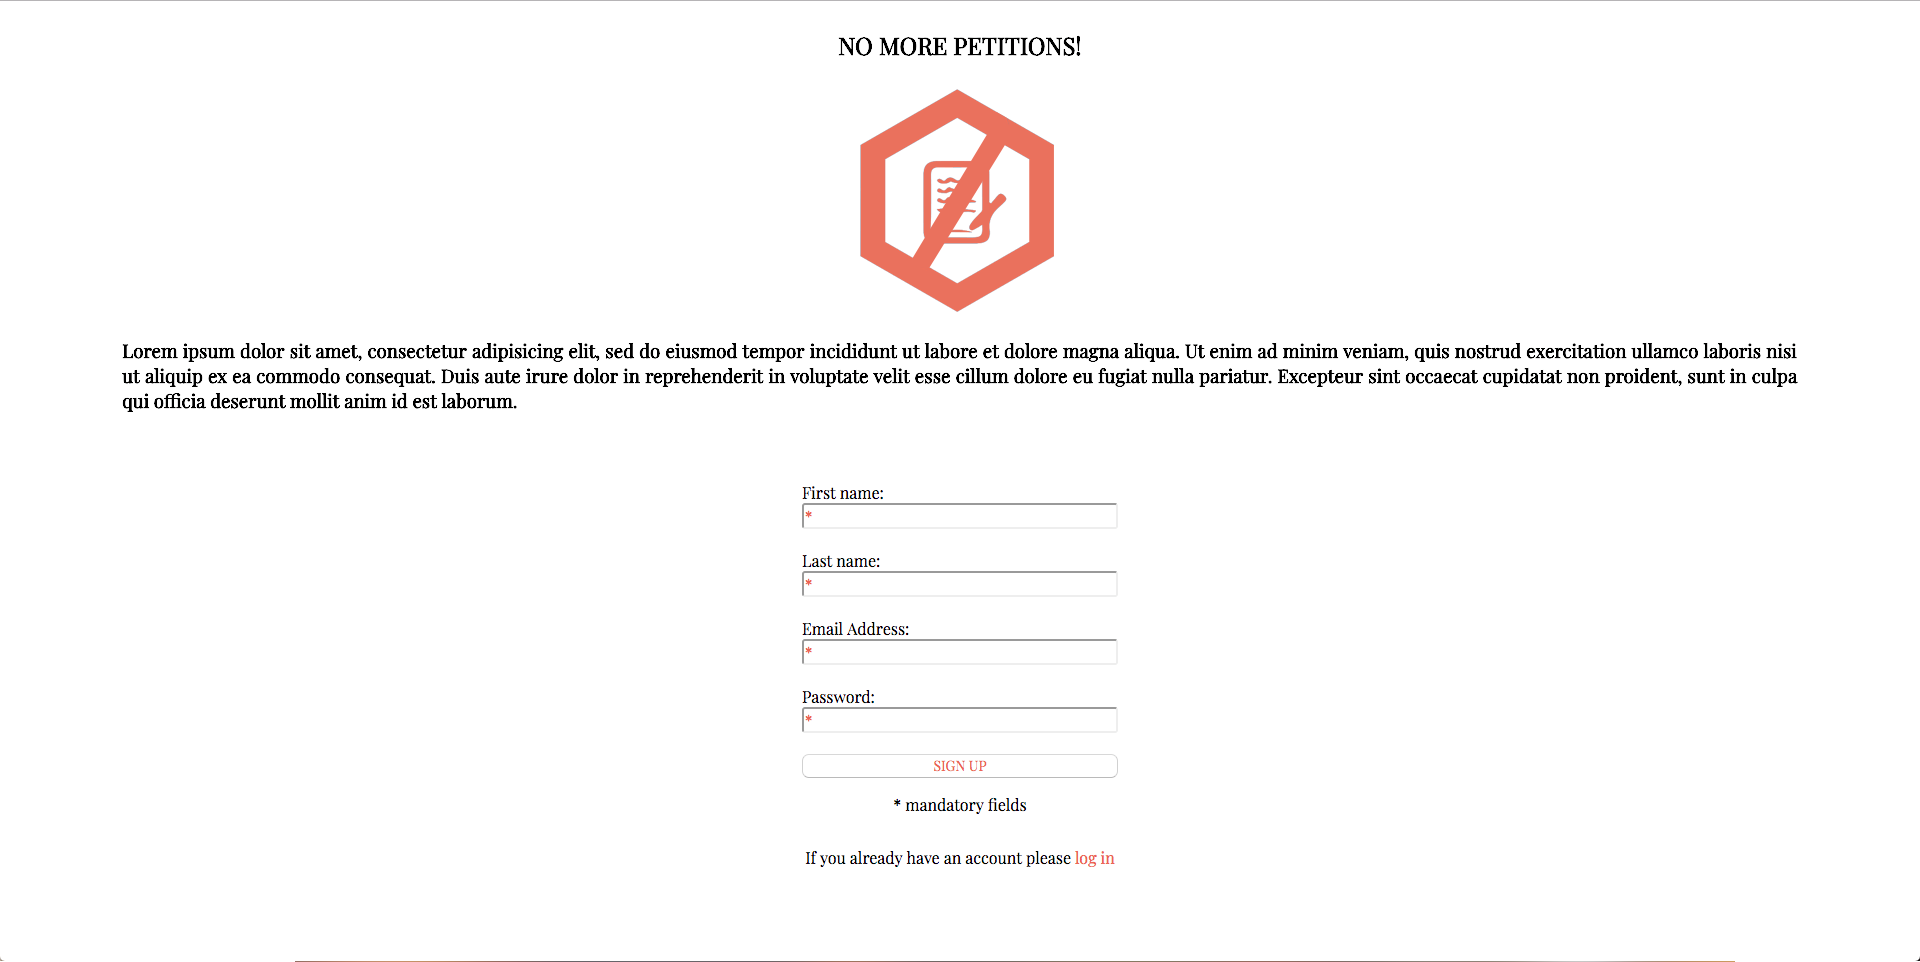 NO MORE PETITIONS!
Lorem ipsum dolor sit amet, consectetur adipisicing elit, sed do eiusmod tempor incididunt ut labore et dolore magna aliqua. Ut enim ad minim veniam, quis nostrud exercitation ullamco laboris nisi
ut aliquip ex ea commodo consequat. Duis aute irure dolor in reprehenderit in voluptate velit esse cillum dolore eu fugiat nulla pariatur. Excepteur sint occaecat cupidatat non proident, sunt in culpa
qui officia deserunt mollit anim id est laborum.
First name:
*
Last name:
*
Email Address:
*
Password:
*
SIGN UP
* mandatory fields
If you already have an account please log in